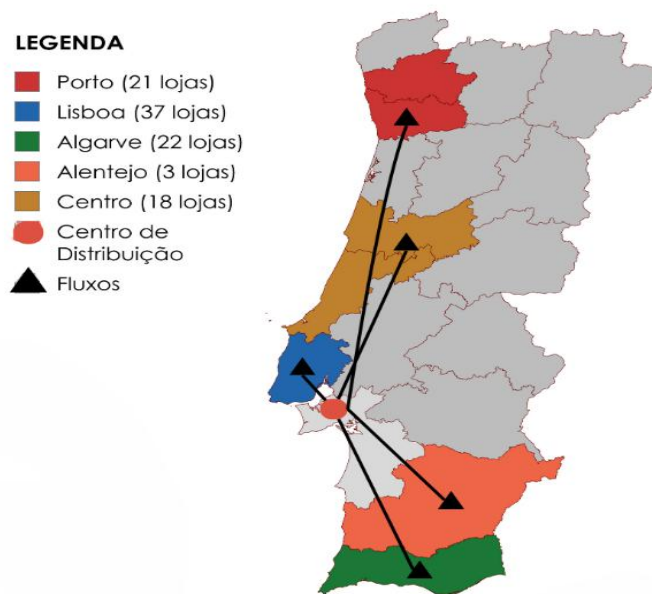 LEGENDA
Porto (21 lojas)
Lisboa (37 lojas)
Algarve (22 lojas)
Alentejo (3 lojas)
Centro (18 lojas)
Centro de
Distribuição
Fluxos